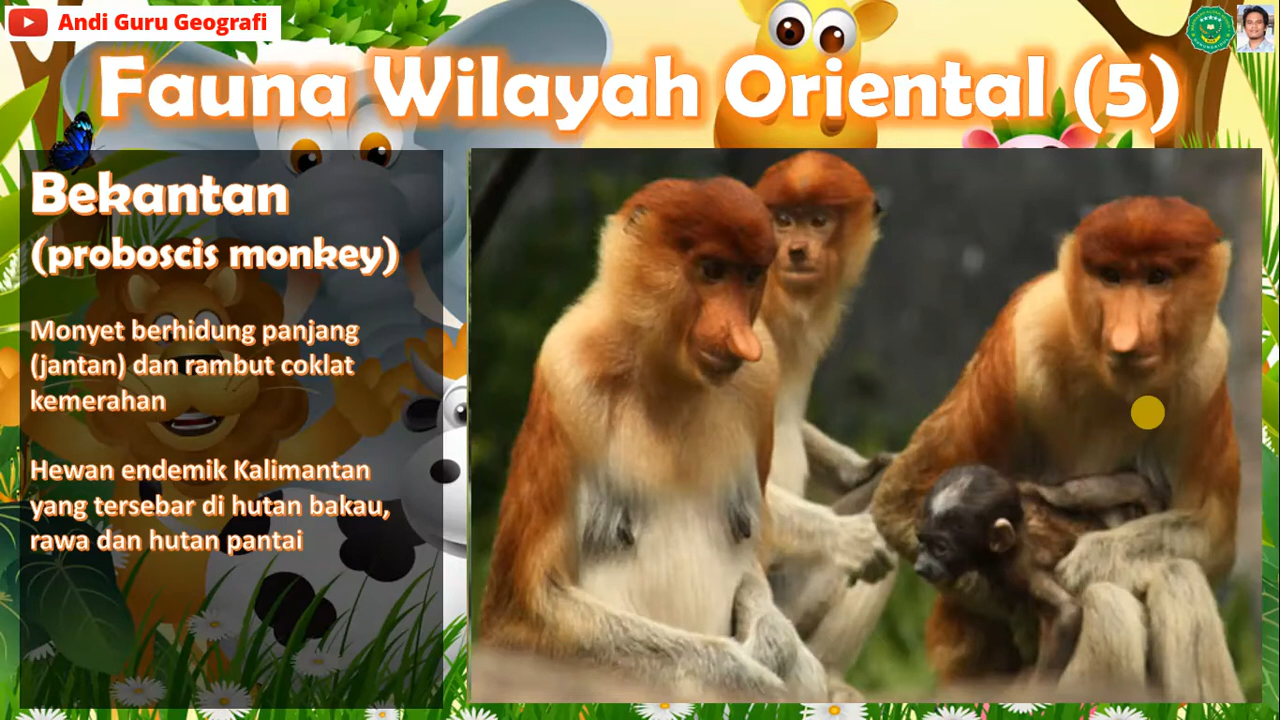 Andi Guru Geografi
Fauna Wilayah Oriental (5)
Bekantan
(proboscis monkey)
Monyet berhidung panjang
(jantan) dan rambut coklat
kemerahan
Hewan endemik Kalimantan
yang tersebar di hutan bakau,
rawa dan hutan pantai